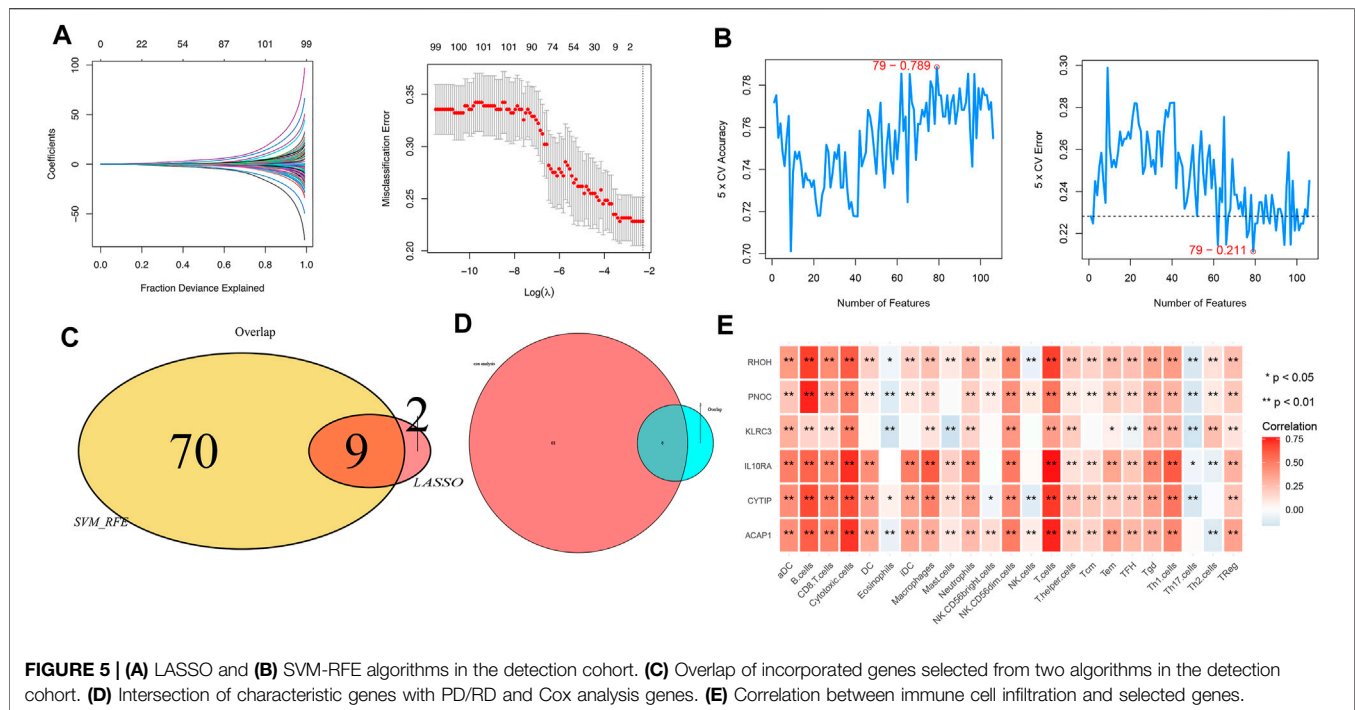 A
0 22 54 87 101 99
100
50
0
−50
Coefficients
0.0 0.2 0.4 0.6 0.8 1.0
Fraction Deviance Explained
99 100 101 101 90 74 54 30 9 2
0.35
0.30
0.25
0.20
Misclassification Error
−10 −8 −6 −4 −2
Log(λ)
B
79 − 0.789
0.78
0.76
0.74
0.72
0.70
5 x CV Accuracy
0 20 40 60 80 100
Number of Features
0.30
0.28
0.26
0.24
0.22
5 x CV Error
79 − 0.211
0 20 40 60 80 100
Number of Features
C
Overlap
70
9
2
SVM_RFE
LASSO
D
cox analysis
Overlap
E
RHOH ** ** ** ** ** * ** ** ** ** ** ** ** ** ** ** ** ** ** ** ** **
PNOC ** ** ** ** ** ** ** ** ** ** ** ** ** ** ** ** ** ** ** ** **
KLRC3 ** ** ** ** ** ** ** ** ** ** ** * ** ** ** ** ** **
IL10RA ** ** ** ** ** ** ** ** ** ** ** ** ** ** ** ** ** * ** **
CYTIP ** ** ** ** ** * ** ** ** ** * ** ** ** ** ** ** ** ** ** ** **
ACAP1 ** ** ** ** ** ** ** ** ** ** ** ** ** ** ** ** ** ** ** ** ** **
aDC
B.cells
CD8.T.cells
Cytotoxic.cells
DC
Eosinophils
iDC
Macrophages
Mast.cells
Neutrophils
NK.CD56bright.cells
NK.CD56dim.cells
NK.cells
T.cells
T.helper.cells
Tcm
Tem
TFH
Tgd
Th1.cells
Th17.cells
Th2.cells
TReg
* p < 0.05
** p < 0.01
Correlation
0.75
0.50
0.25
0.00
FIGURE 5 | (A) LASSO and (B) SVM-RFE algorithms in the detection cohort. (C) Overlap of incorporated genes selected from two algorithms in the detection
cohort. (D) Intersection of characteristic genes with PD/RD and Cox analysis genes. (E) Correlation between immune cell infiltration and selected genes.